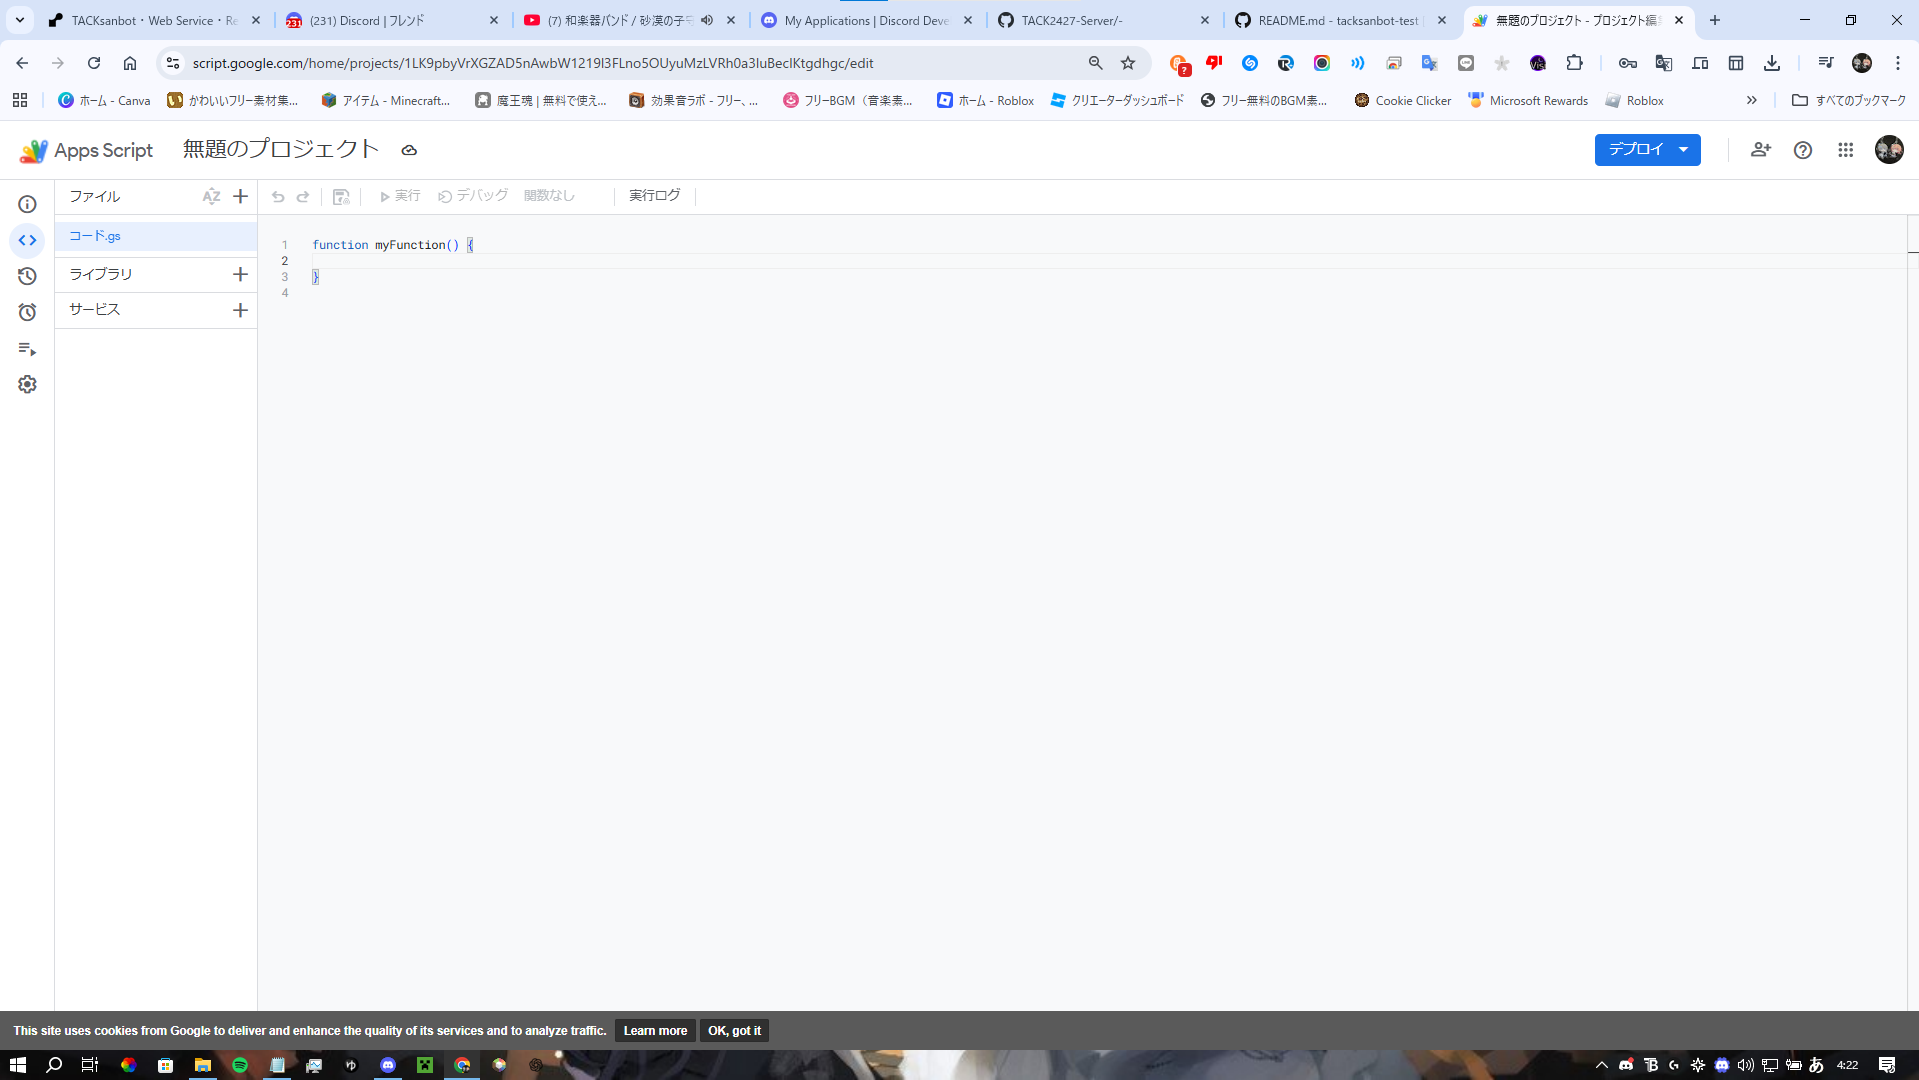 TACKsanbot・Web Service・Re
(231) Discord | フレンド
(7) 和楽器バンド / 砂漠の子守
My Applications | Discord Deve
TACK2427-Server/-
README.md - tacksanbot-test
無題のプロジェクト - プロジェクト編集
script.google.com/home/projects/1LK9pbyVrXGZAD5nAwbW1219I3FLno5OUyuMzLVRh0a3IuBecIKtgdhgc/edit
ホーム - Canva
かわいいフリー素材集...
アイテム - Minecraft...
魔王魂 | 無料で使え...
効果音ラボ - フリー、...
フリーBGM（音楽素...
ホーム - Roblox
クリエーターダッシュボード
フリー無料のBGM素...
Cookie Clicker
Microsoft Rewards
Roblox
すべてのブックマーク
Apps Script
無題のプロジェクト
デプロイ
ファイル
AZ
実行
デバッグ
関数なし
実行ログ
コード.gs
ライブラリ
サービス
1 function myFunction() {
2
3 }
4
This site uses cookies from Google to deliver and enhance the quality of its services and to analyze traffic.
Learn more
OK, got it
あ
4:22